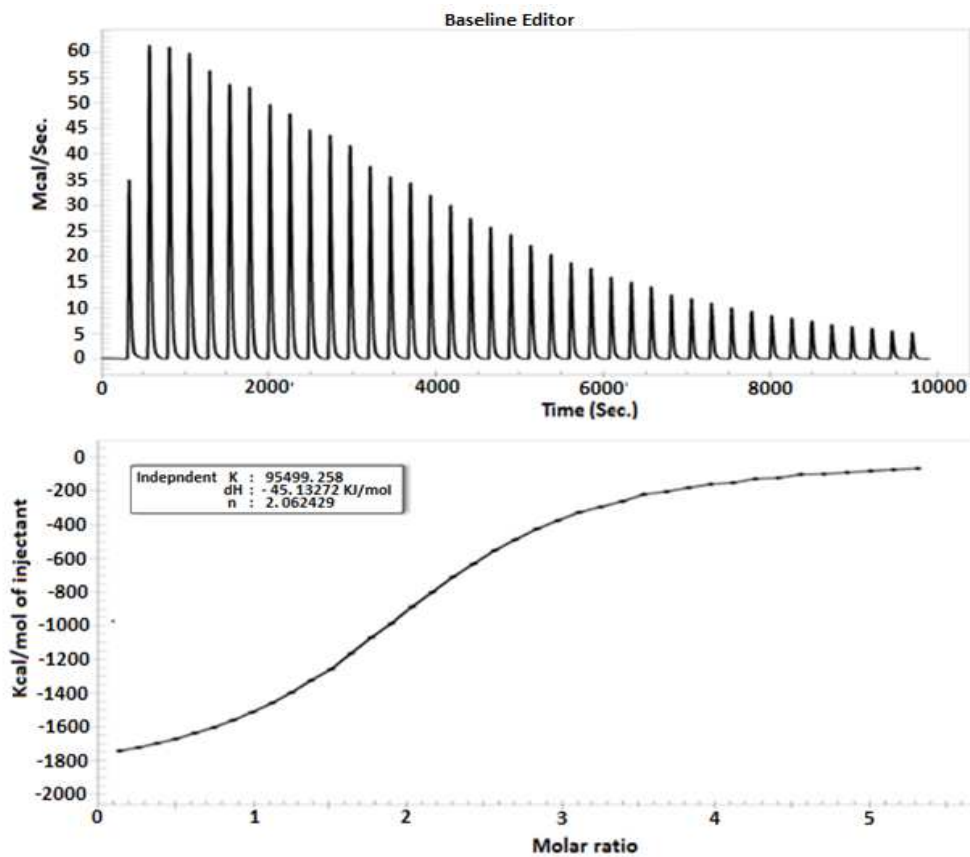 Baseline Editor
60
55
50
45
40
35
30
25
20
15
10
5
0
Mcal/Sec.
0 2000' 4000 6000' 8000 10000
Time (Sec.)
0
-200
-400
-600
-800
-1000
-1200
-1400
-1600
-1800
-2000
Kcal/mol of injectant
Indepndent K : 95499.258
dH : -45.13272 KJ/mol
n : 2.062429
0 1 2 3 4 5
Molar ratio